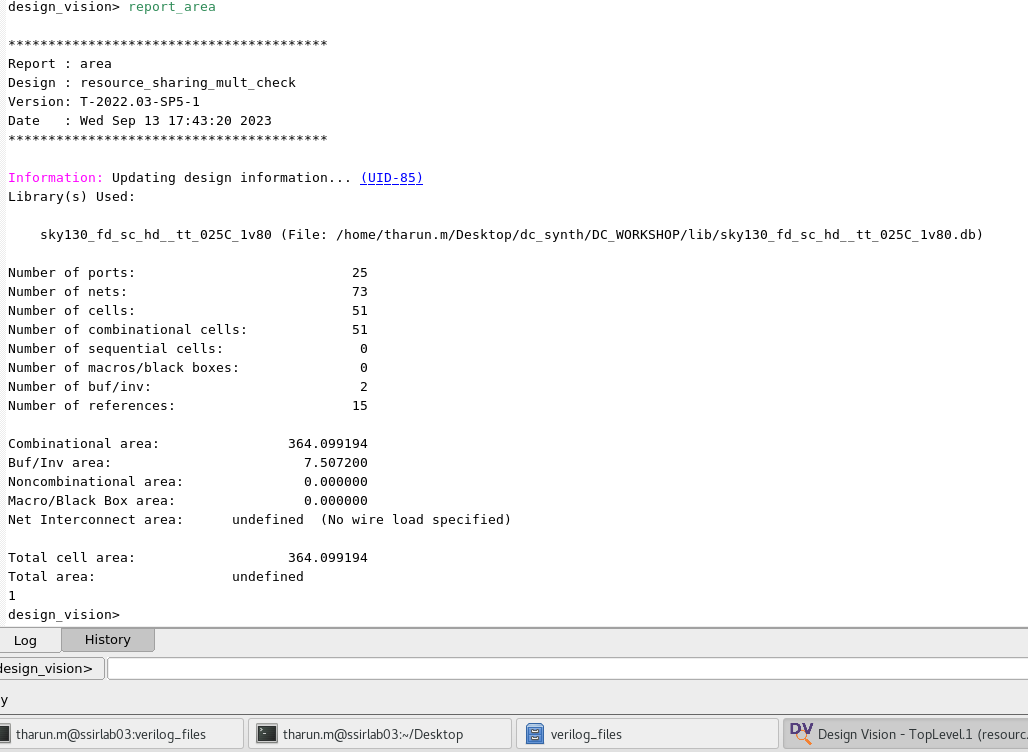 design_vision> report_area
****************************************
Report : area
Design : resource_sharing_mult_check
Version: T-2022.03-SP5-1
Date   : Wed Sep 13 17:43:20 2023
****************************************
Information: Updating design information... (UID-85)
Library(s) Used:
sky130_fd_sc_hd__tt_025C_1v80 (File: /home/tharun.m/Desktop/dc_synth/DC_WORKSHOP/lib/sky130_fd_sc_hd__tt_025C_1v80.db)
Number of ports: 25
Number of nets: 73
Number of cells: 51
Number of combinational cells: 51
Number of sequential cells: 0
Number of macros/black boxes: 0
Number of buf/inv: 2
Number of references: 15
Combinational area: 364.099194
Buf/Inv area: 7.507200
Noncombinational area: 0.000000
Macro/Black Box area: 0.000000
Net Interconnect area: undefined (No wire load specified)
Total cell area: 364.099194
Total area: undefined
1
design_vision>
Log History
design_vision>
y
tharun.m@ssirlab03:verilog_files tharun.m@ssirlab03:~/Desktop verilog_files DV Design Vision - TopLevel.1 (resourc.